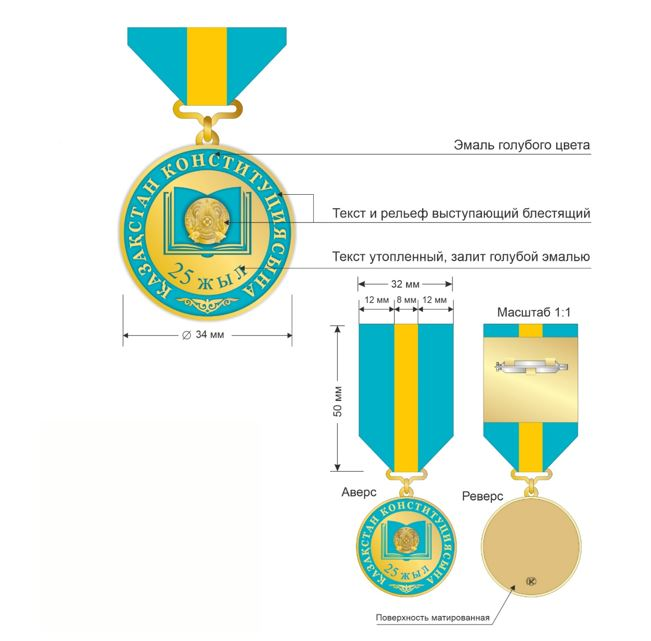 ҚАЗАҚСТАН КОНСТИТУЦИЯСЫНА
25 ЖЫЛ
Эмаль голубого цвета
Текст и рельеф выступающий блестящий
Текст утопленный, залит голубой эмалью
⌀ 34 мм
32 мм
12 мм 8 мм 12 мм
Масштаб 1:1
50 мм
Аверс
Реверс
ҚАЗАҚСТАН КОНСТИТУЦИЯСЫНА
25 ЖЫЛ
Поверхность матированная